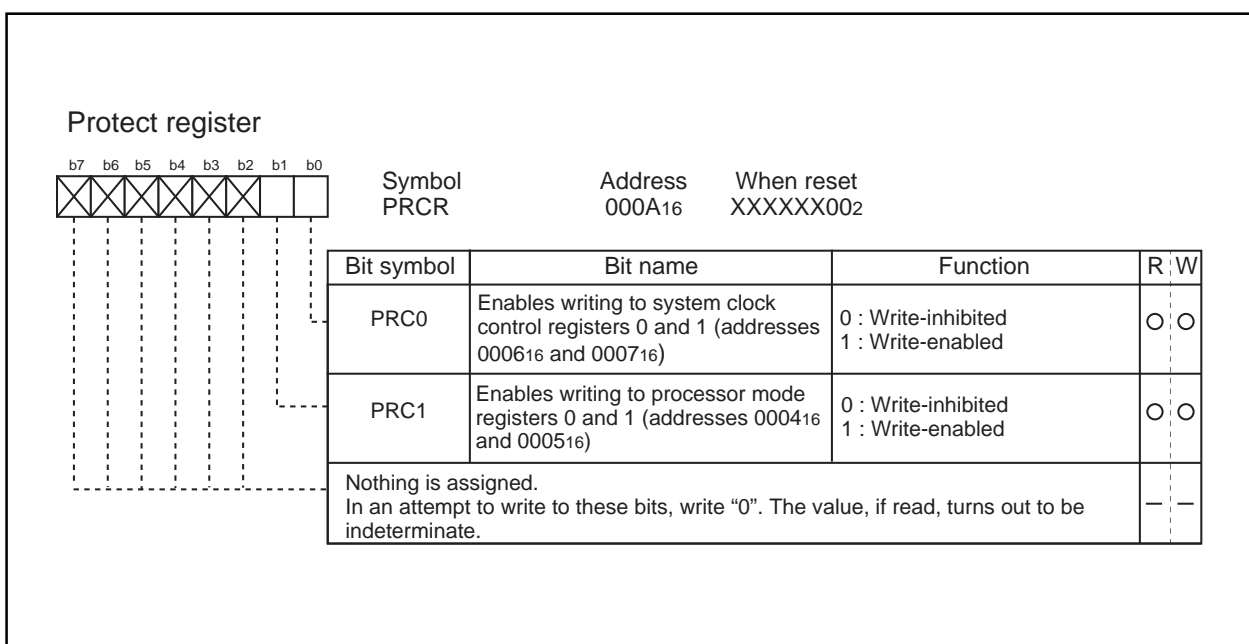 Protect register
b7 b6 b5 b4 b3 b2 b1 b0
Symbol Address When reset
PRCR 000A16 XXXXXX002
Bit symbol Bit name Function R W
PRC0
Enables writing to system clock
control registers 0 and 1 (addresses
000616 and 000716)
0 : Write-inhibited
1 : Write-enabled
PRC1
Enables writing to processor mode
registers 0 and 1 (addresses 000416
and 000516)
0 : Write-inhibited
1 : Write-enabled
Nothing is assigned.
In an attempt to write to these bits, write “0”. The value, if read, turns out to be
indeterminate.